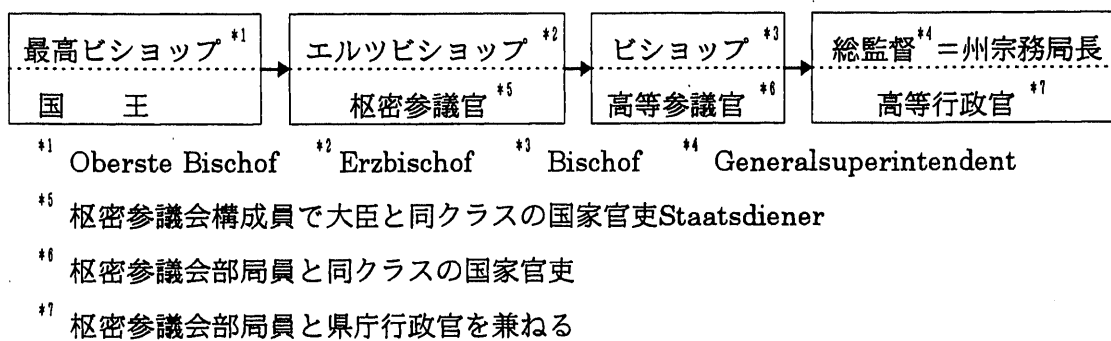 最高ビショップ*1 エルツビショップ*2 ビショップ*3 総監督*4＝州宗務局長
国　王 枢密参議官*5 高等参議官*6 高等行政官*7
*1 Oberste Bischof *2 Erzbischof *3 Bischof *4 Generalsuperintendent
*5 枢密参議会構成員で大臣と同クラスの国家官吏Staatsdiener
*6 枢密参議会部局員と同クラスの国家官吏
*7 枢密参議会部局員と県庁行政官を兼ねる